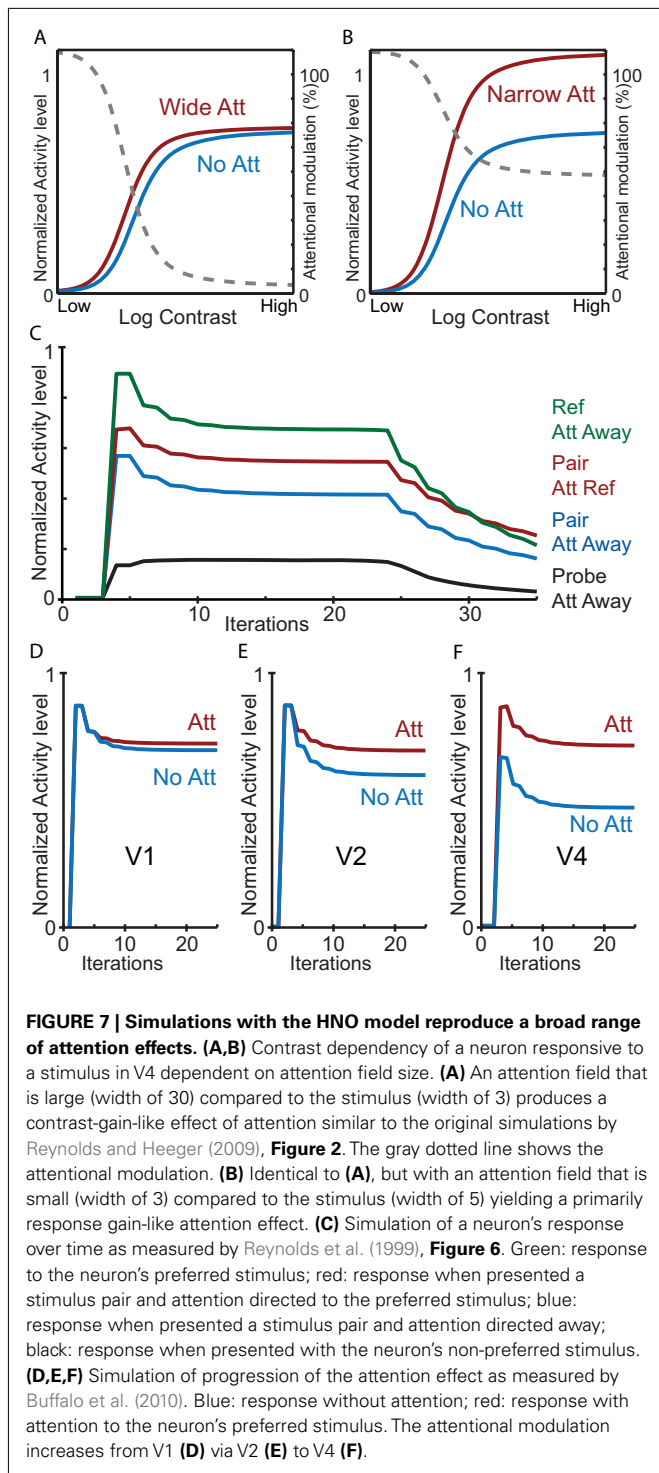 A
B
Normalized Activity level
1
0
Wide Att
No Att
100
0
Attentional modulation (%)
Low
High
Log Contrast
Normalized Activity level
1
0
Narrow Att
No Att
100
0
Attentional modulation (%)
Low
High
Log Contrast
C
Normalized Activity level
1
0
0
10
20
30
Iterations
Ref
Att Away
Pair
Att Ref
Pair
Att Away
Probe
Att Away
D
Normalized Activity level
1
0
Att
No Att
V1
0
10
20
Iterations
E
Normalized Activity level
1
0
Att
No Att
V2
0
10
20
Iterations
F
Normalized Activity level
1
0
Att
No Att
V4
0
10
20
Iterations
FIGURE 7 | Simulations with the HNO model reproduce a broad range
of attention effects. (A,B) Contrast dependency of a neuron responsive to
a stimulus in V4 dependent on attention field size. (A) An attention field that
is large (width of 30) compared to the stimulus (width of 3) produces a
contrast-gain-like effect of attention similar to the original simulations by
Reynolds and Heeger (2009), Figure 2. The gray dotted line shows the
attentional modulation. (B) Identical to (A), but with an attention field that is
small (width of 3) compared to the stimulus (width of 5) yielding a primarily
response gain-like attention effect. (C) Simulation of a neuron's response
over time as measured by Reynolds et al. (1999), Figure 6. Green: response
to the neuron's preferred stimulus; red: response when presented a
stimulus pair and attention directed to the preferred stimulus; blue:
response when presented a stimulus pair and attention directed away;
black: response when presented with the neuron's non-preferred stimulus.
(D,E,F) Simulation of progression of the attention effect as measured by
Buffalo et al. (2010). Blue: response without attention; red: response with
attention to the neuron's preferred stimulus. The attentional modulation
increases from V1 (D) via V2 (E) to V4 (F).